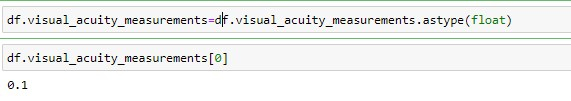 df.visual_acuity_measurements=df.visual_acuity_measurements.astype(float)
df.visual_acuity_measurements[0]
0.1